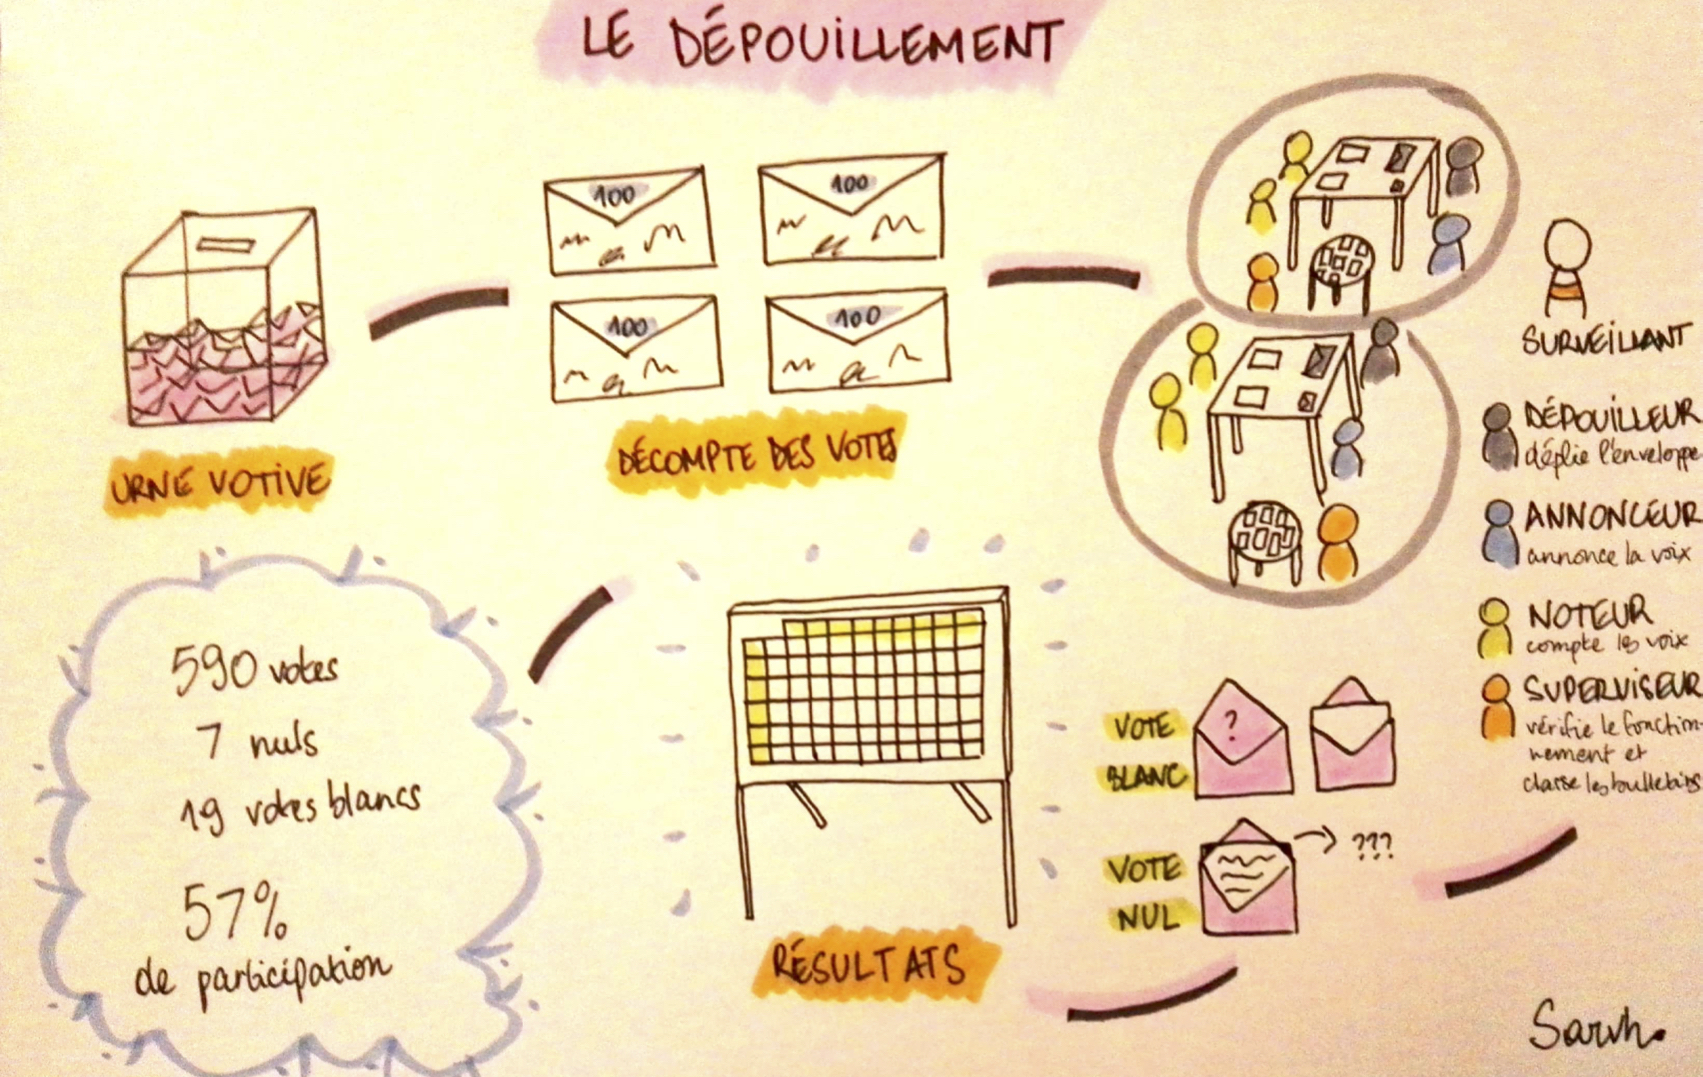 LE DÉPOUILLEMENT
100
100
100
100
URNE VOTIVE
DÉCOMPTE DES VOTES
SURVEILLANT
DÉPOUILLEUR
déplie l'enveloppe
ANNONCEUR
annonce la voix
NOTEUR
compte les voix
SUPERVISEUR
vérifie le fonction-
nement et
classe les bulletins
VOTE
BLANC
?
VOTE
NUL
???
RÉSULTATS
590 votes
7 nuls
19 votes blancs
57%
de participation
Sarah.